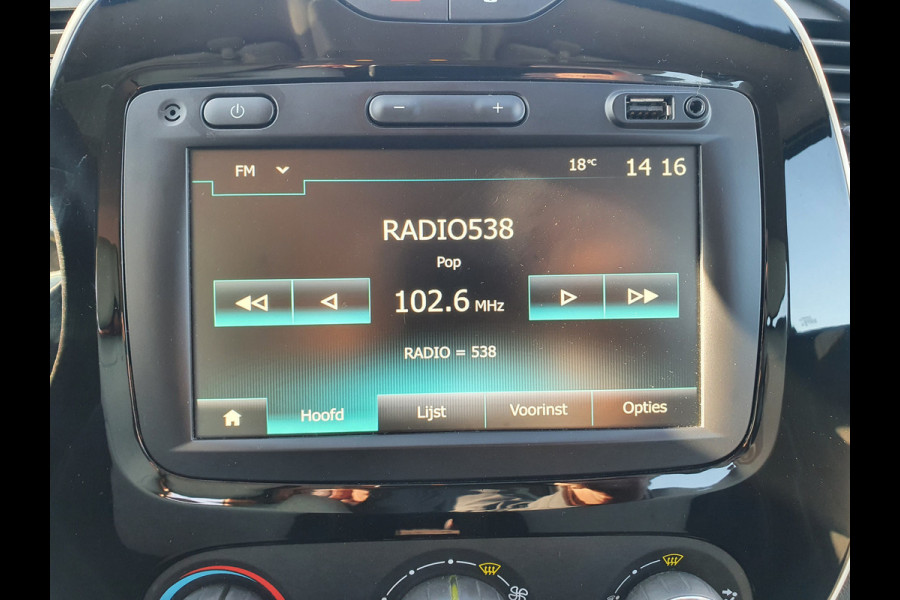 − +
FM 18°C 14 16
RADIO538
Pop
102.6 MHz
RADIO = 538
Hoofd Lijst Voorinst Opties